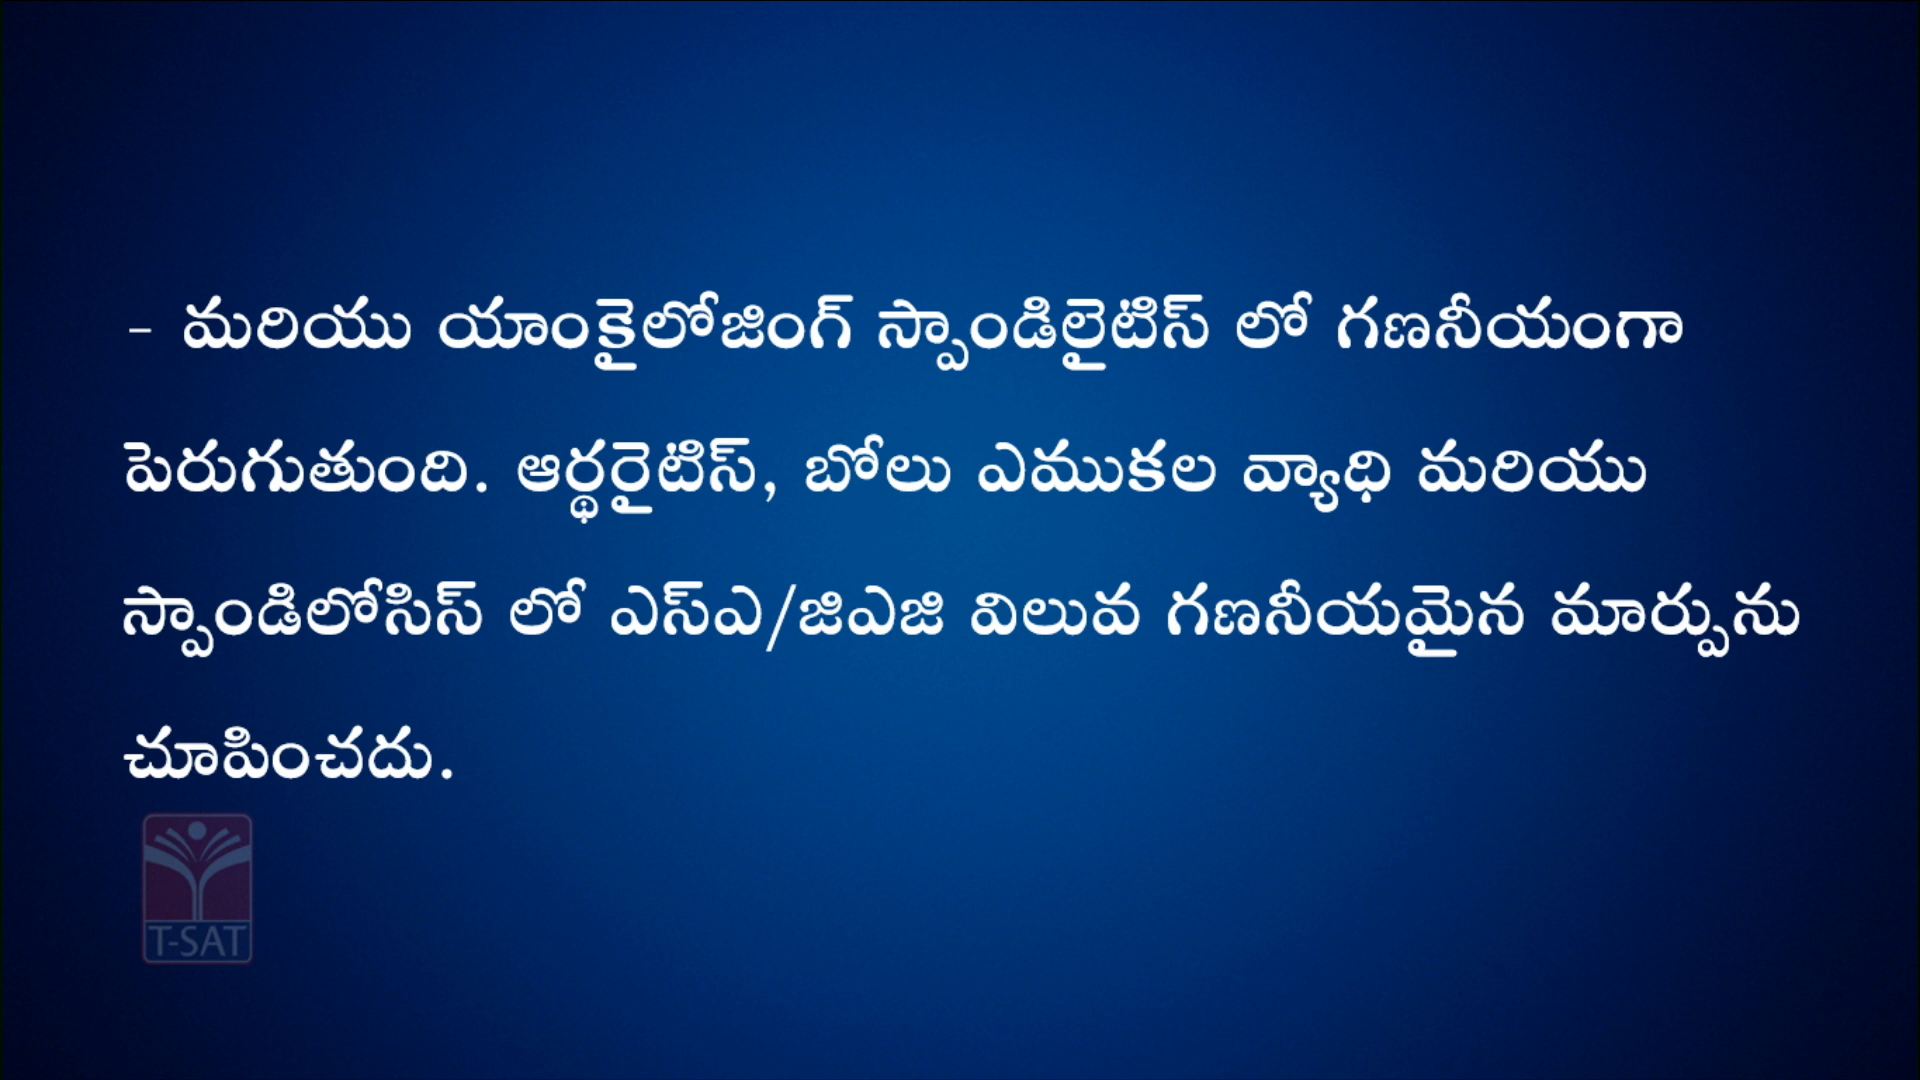 - మరియు యాంకైలోజింగ్ స్పాండిలైటిస్ లో గణనీయంగా
పెరుగుతుంది. ఆర్థరైటిస్, బోలు ఎముకల వ్యాధి మరియు
స్పాండిలోసిస్ లో ఎస్ఎ/జిఎజి విలువ గణనీయమైన మార్పును
చూపించదు.
T-SAT